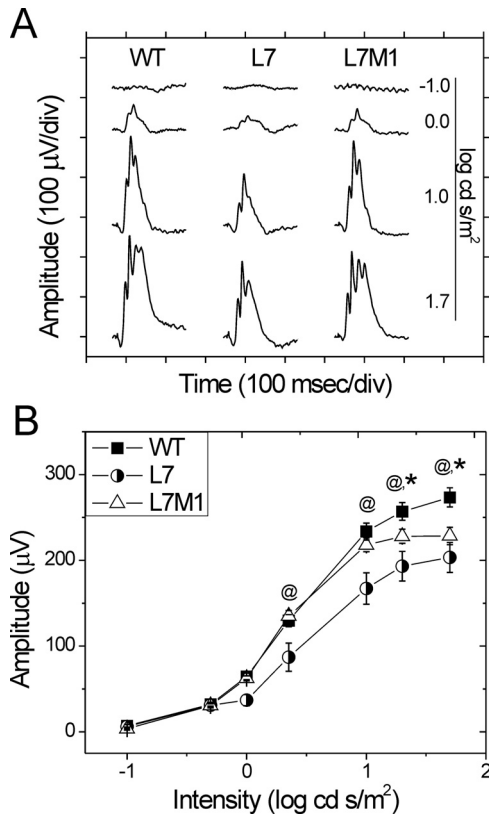 A
WT L7 L7M1
-1.0
0.0
1.0
1.7
log cd s/m²
Amplitude (100 µV/div)
Time (100 msec/div)
B
WT
L7
L7M1
@
@
@,*
@,*
300
200
100
0
Amplitude (µV)
-1 0 1 2
Intensity (log cd s/m²)